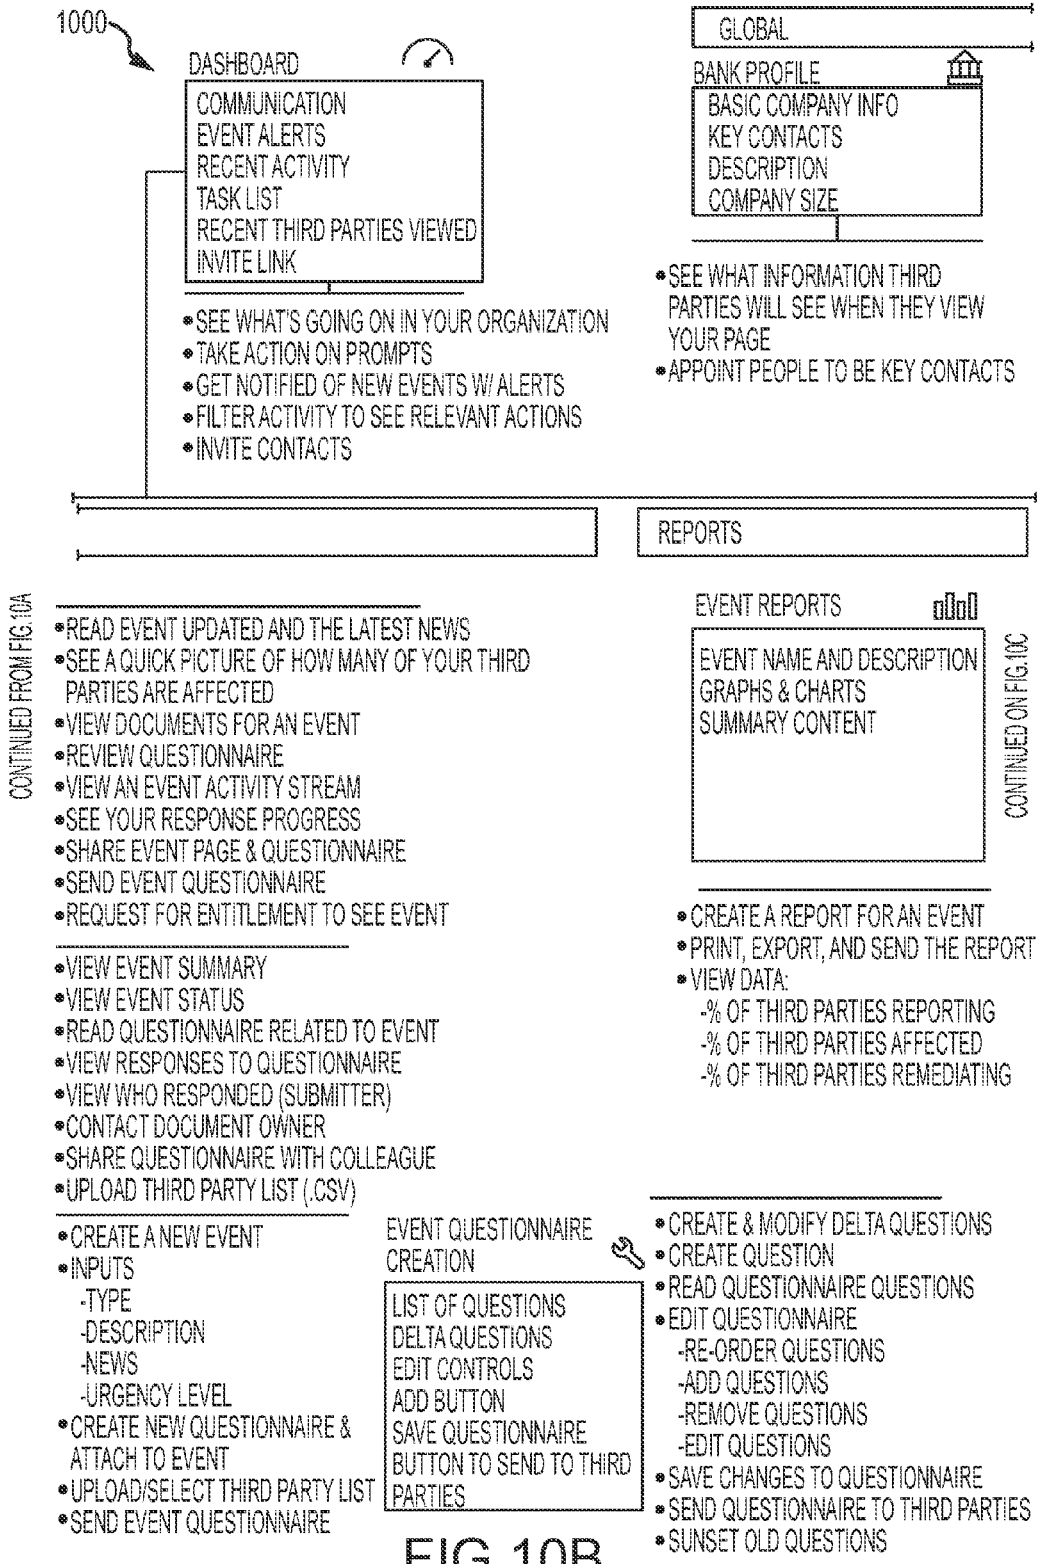 1000
DASHBOARD
COMMUNICATION
EVENT ALERTS
RECENT ACTIVITY
TASK LIST
RECENT THIRD PARTIES VIEWED
INVITE LINK
•SEE WHAT'S GOING ON IN YOUR ORGANIZATION
•TAKE ACTION ON PROMPTS
•GET NOTIFIED OF NEW EVENTS W/ ALERTS
•FILTER ACTIVITY TO SEE RELEVANT ACTIONS
•INVITE CONTACTS
GLOBAL
BANK PROFILE
BASIC COMPANY INFO
KEY CONTACTS
DESCRIPTION
COMPANY SIZE
•SEE WHAT INFORMATION THIRD
PARTIES WILL SEE WHEN THEY VIEW
YOUR PAGE
•APPOINT PEOPLE TO BE KEY CONTACTS
CONTINUED FROM FIG.10A
•READ EVENT UPDATED AND THE LATEST NEWS
•SEE A QUICK PICTURE OF HOW MANY OF YOUR THIRD
PARTIES ARE AFFECTED
•VIEW DOCUMENTS FOR AN EVENT
•REVIEW QUESTIONNAIRE
•VIEW AN EVENT ACTIVITY STREAM
•SEE YOUR RESPONSE PROGRESS
•SHARE EVENT PAGE & QUESTIONNAIRE
•SEND EVENT QUESTIONNAIRE
•REQUEST FOR ENTITLEMENT TO SEE EVENT
•VIEW EVENT SUMMARY
•VIEW EVENT STATUS
•READ QUESTIONNAIRE RELATED TO EVENT
•VIEW RESPONSES TO QUESTIONNAIRE
•VIEW WHO RESPONDED (SUBMITTER)
•CONTACT DOCUMENT OWNER
•SHARE QUESTIONNAIRE WITH COLLEAGUE
•UPLOAD THIRD PARTY LIST (.CSV)
REPORTS
EVENT REPORTS
EVENT NAME AND DESCRIPTION
GRAPHS & CHARTS
SUMMARY CONTENT
CONTINUED ON FIG.10C
•CREATE A REPORT FOR AN EVENT
•PRINT, EXPORT, AND SEND THE REPORT
•VIEW DATA:
-% OF THIRD PARTIES REPORTING
-% OF THIRD PARTIES AFFECTED
-% OF THIRD PARTIES REMEDIATING
•CREATE A NEW EVENT
•INPUTS
-TYPE
-DESCRIPTION
-NEWS
-URGENCY LEVEL
•CREATE NEW QUESTIONNAIRE &
ATTACH TO EVENT
•UPLOAD/SELECT THIRD PARTY LIST
•SEND EVENT QUESTIONNAIRE
EVENT QUESTIONNAIRE
CREATION
LIST OF QUESTIONS
DELTA QUESTIONS
EDIT CONTROLS
ADD BUTTON
SAVE QUESTIONNAIRE
BUTTON TO SEND TO THIRD
PARTIES
•CREATE & MODIFY DELTA QUESTIONS
•CREATE QUESTION
•READ QUESTIONNAIRE QUESTIONS
•EDIT QUESTIONNAIRE
-RE-ORDER QUESTIONS
-ADD QUESTIONS
-REMOVE QUESTIONS
-EDIT QUESTIONS
•SAVE CHANGES TO QUESTIONNAIRE
•SEND QUESTIONNAIRE TO THIRD PARTIES
•SUNSET OLD QUESTIONS
FIG.10B